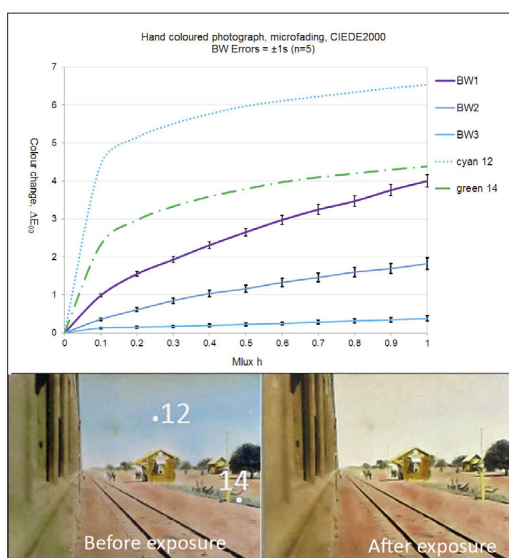 Hand coloured photograph, microfading, CIEDE2000
BW Errors = ±1s (n=5)
Colour change, ΔE₀₀
7
6
5
4
3
2
1
0
0 0.1 0.2 0.3 0.4 0.5 0.6 0.7 0.8 0.9 1
Mlux h
BW1
BW2
BW3
cyan 12
green 14
12
14
Before exposure
After exposure